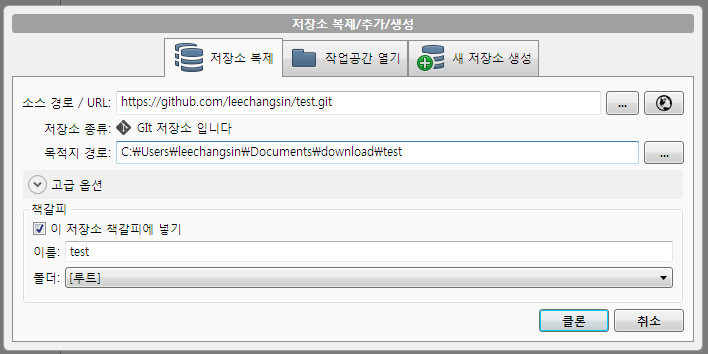 저장소 복제/추가/생성
저장소 복제 작업공간 열기 새 저장소 생성
소스 경로 / URL: https://github.com/leechangsin/test.git ...
저장소 종류: GIt 저장소 입니다
목적지 경로: C:₩Users₩leechangsin₩Documents₩download₩test ...
고급 옵션
책갈피
이 저장소 책갈피에 넣기
이름: test
폴더: [루트]
클론 취소